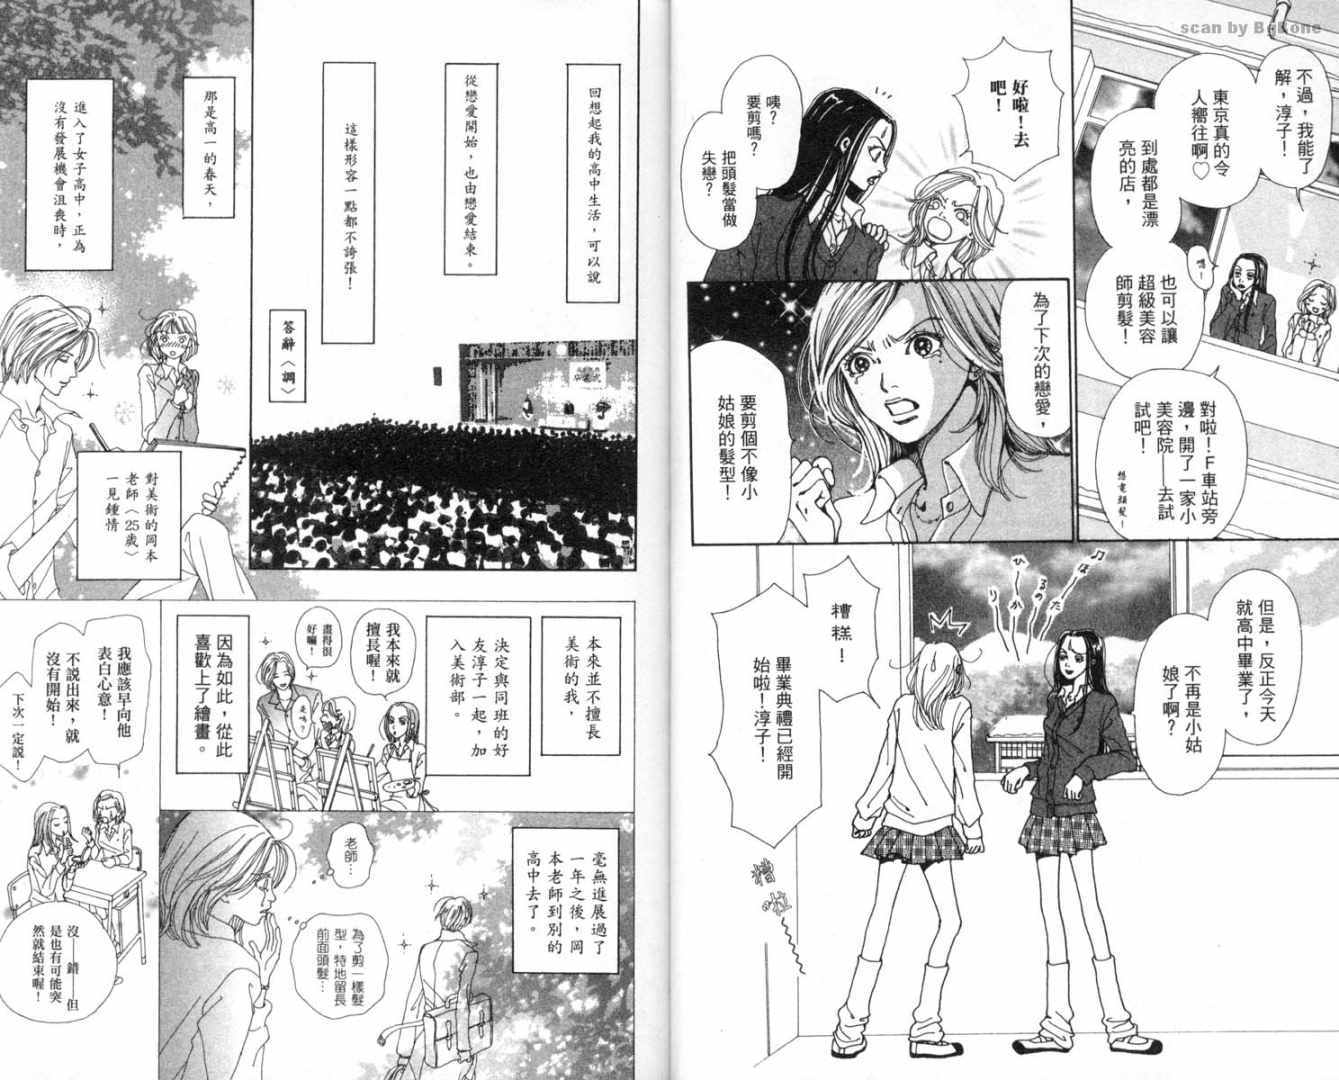 scan by BgBone
不過，我能了
解，淳子！
東京真的令
人嚮往啊♡
到處都是漂
亮的店，
嘿！
也可以讓
超級美容
師剪髮！
對啦！F車站旁
邊，開了一家小
美容院——去試
試吧！
好啦！去
吧！
咦？
要剪嗎？
把頭髮當做
失戀？
為了下次的戀愛，
要剪個不像小
姑娘的髮型！
但是，反正今天
就高中畢業了，
不再是小姑
娘了啊？
♫ほー
たー
るの
ひーかー
り
糟糕！
畢業典禮已經開
始啦！淳子！
回想起我的高中生活，可以說
從戀愛開始，也由戀愛結束。
這樣形容一點都不誇張！
答辭〈調〉
那是高一的春天，
進入了女子高中，正為
沒有發展機會沮喪時，
對美術的岡本
老師〈25歲〉
一見鍾情
本來並不擅長
美術的我，
決定與同班的好
友淳子一起，加
入美術部。
我本來就
擅長喔！
畫得很
好嘛！
是嗎？
因為如此，從此
喜歡上了繪畫。
我應該早向他
表白心意！
不說出來，就
沒有開始！
下次一定說！
沒——錯——但
是也有可能突
然就結束喔！
毫無進展過了
一年之後，岡
本老師到別的
高中去了。
老師…
為了剪一樣髮
型，特地留長
前面頭髮…